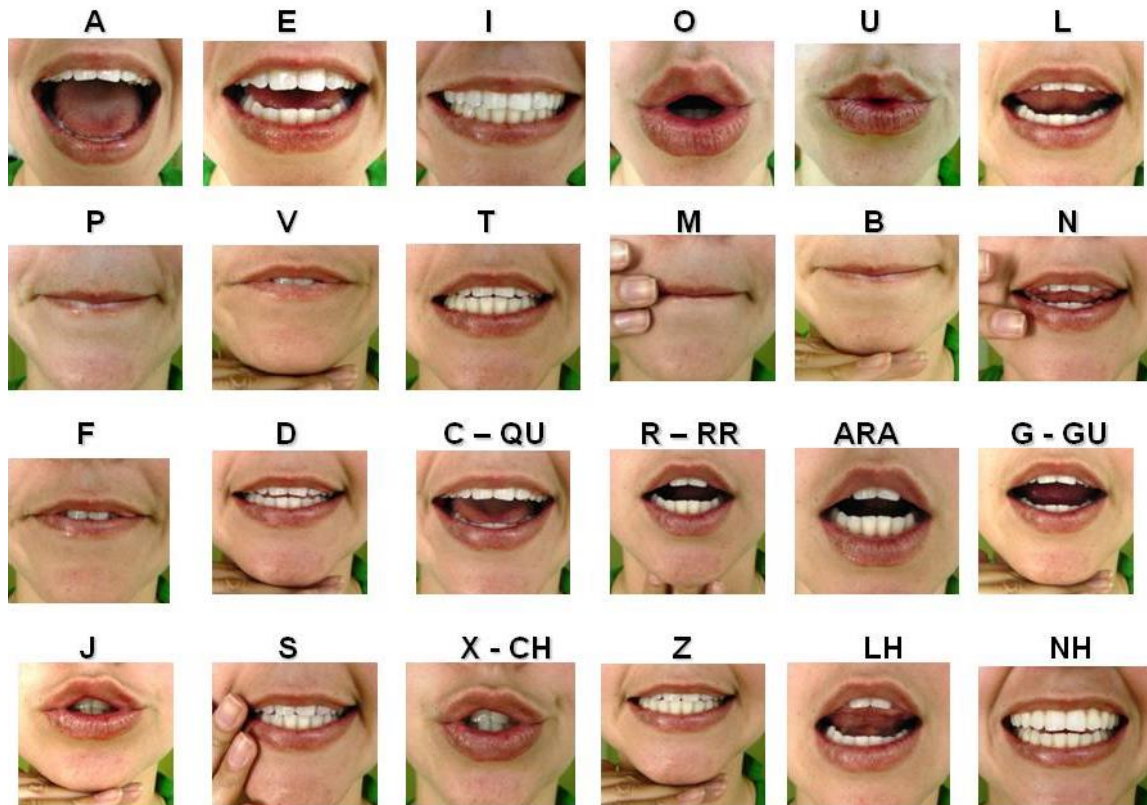 A E I O U L
P V T M B N
F D C – QU R – RR ARA G - GU
J S X - CH Z LH NH